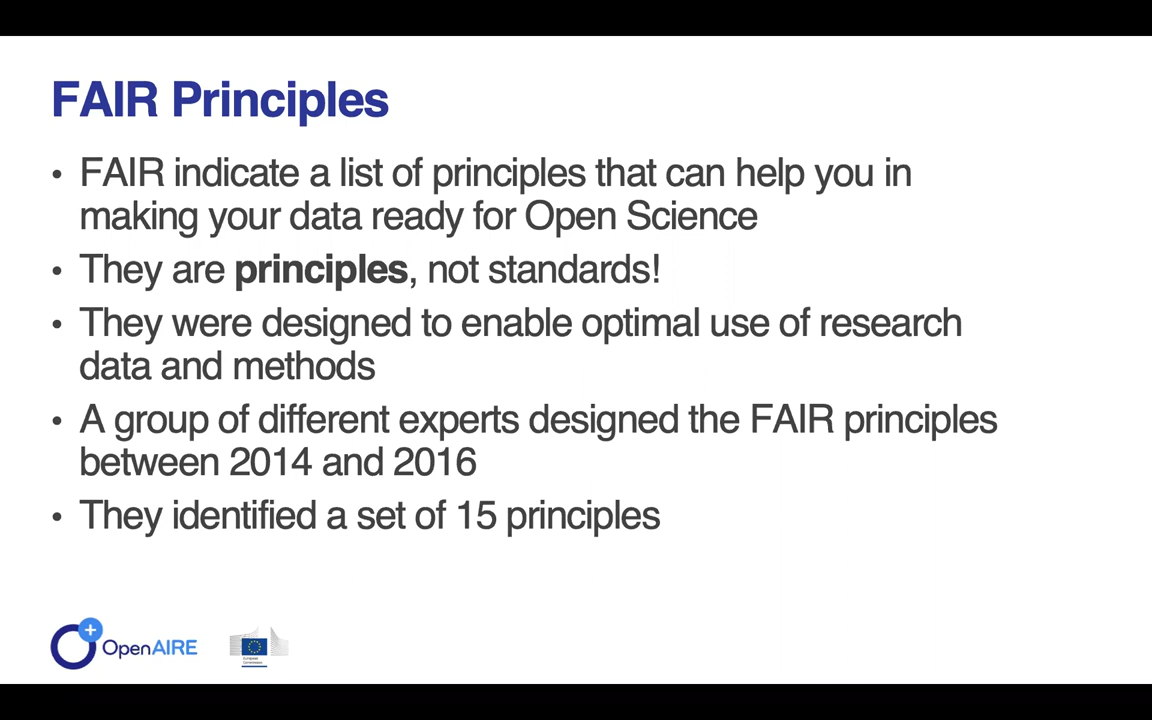 FAIR Principles
• FAIR indicate a list of principles that can help you in
making your data ready for Open Science
• They are principles, not standards!
• They were designed to enable optimal use of research
data and methods
• A group of different experts designed the FAIR principles
between 2014 and 2016
• They identified a set of 15 principles
OpenAIRE
European
Commission